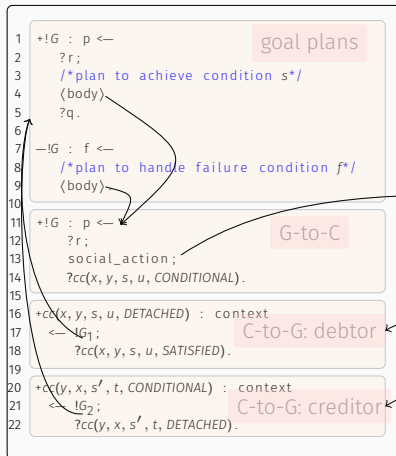 goal plans
1 +!G : p <—
2 ?r;
3 /*plan to achieve condition s*/
4 ⟨body⟩
5 ?q.
6
7 —!G : f <—
8 /*plan to handle failure condition f*/
9 ⟨body⟩
10
G-to-C
11 +!G : p <—
12 ?r;
13 social_action;
14 ?cc(x, y, s, u, CONDITIONAL).
15
16 +cc(x, y, s, u, DETACHED) : context
17 <— !G₁; C-to-G: debtor
18 ?cc(x, y, s, u, SATISFIED).
19
20 +cc(y, x, s′, t, CONDITIONAL) : context
21 <— !G₂; C-to-G: creditor
22 ?cc(y, x, s′, t, DETACHED).